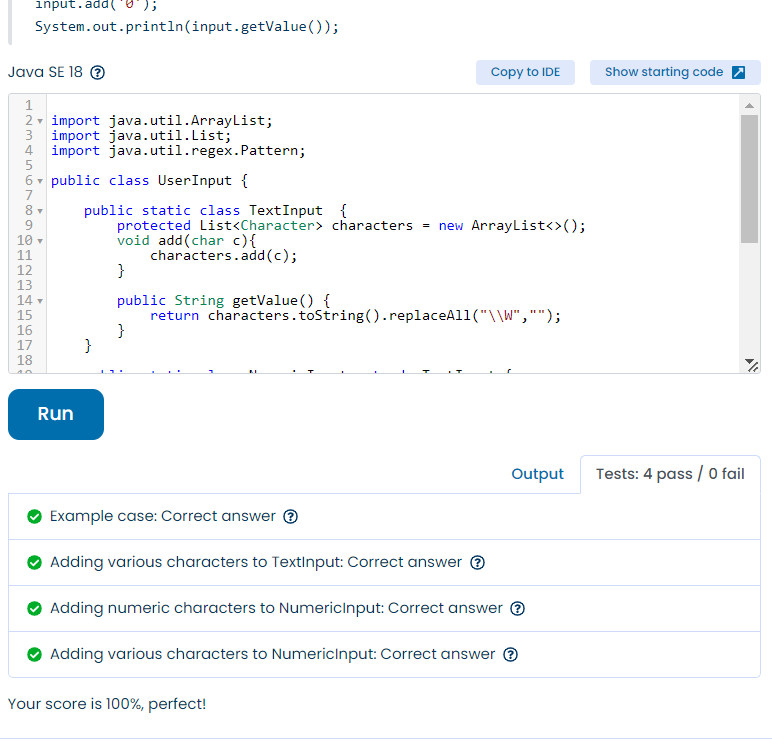 input.add('0');
System.out.println(input.getValue());
Java SE 18
Copy to IDE
Show starting code
1
2 import java.util.ArrayList;
3 import java.util.List;
4 import java.util.regex.Pattern;
5
6 public class UserInput {
7
8     public static class TextInput  {
9         protected List<Character> characters = new ArrayList<>();
10         void add(char c){
11             characters.add(c);
12         }
13
14         public String getValue() {
15             return characters.toString().replaceAll("\\W","");
16         }
17     }
18
Run
Output
Tests: 4 pass / 0 fail
Example case: Correct answer
Adding various characters to TextInput: Correct answer
Adding numeric characters to NumericInput: Correct answer
Adding various characters to NumericInput: Correct answer
Your score is 100%, perfect!